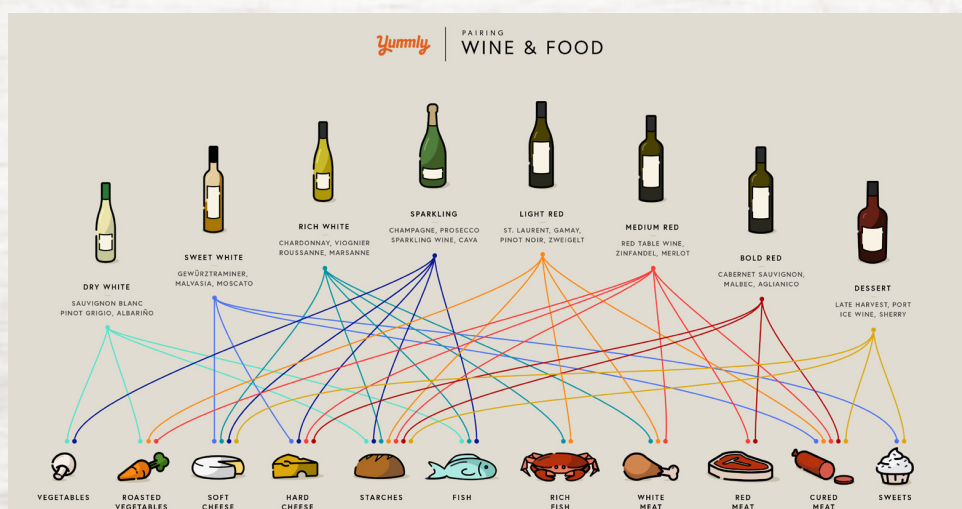 Yummly
PAIRING
WINE & FOOD
SPARKLING
CHAMPAGNE, PROSECCO
SPARKLING WINE, CAVA
LIGHT RED
ST. LAURENT, GAMAY,
PINOT NOIR, ZWEIGELT
RICH WHITE
CHARDONNAY, VIOGNIER
ROUSSANNE, MARSANNE
MEDIUM RED
RED TABLE WINE,
ZINFANDEL, MERLOT
SWEET WHITE
GEWÜRZTRAMINER,
MALVASIA, MOSCATO
BOLD RED
CABERNET SAUVIGNON,
MALBEC, AGLIANICO
DRY WHITE
SAUVIGNON BLANC
PINOT GRIGIO, ALBARIÑO
DESSERT
LATE HARVEST, PORT
ICE WINE, SHERRY
VEGETABLES
ROASTED
VEGETABLES
SOFT
CHEESE
HARD
CHEESE
STARCHES
FISH
RICH
FISH
WHITE
MEAT
RED
MEAT
CURED
MEAT
SWEETS